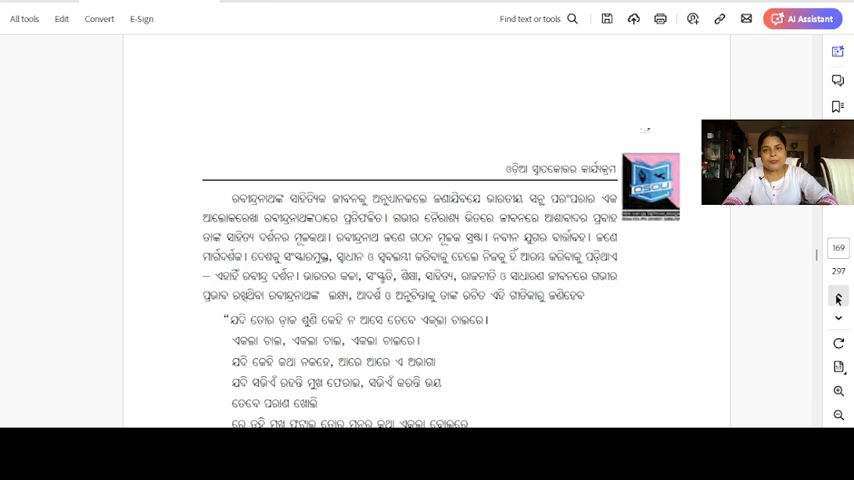 All tools Edit Convert E-Sign Find text or tools AI Assistant
ଓଡ଼ିଆ ସ୍ନାତକୋତ୍ତର କାର୍ଯ୍ୟକ୍ରମ
ରବୀନ୍ଦ୍ରନାଥଙ୍କ ସାହିତ୍ୟିକ ଜୀବନକୁ ଅନୁଧ୍ୟାନକଲେ ଜଣାଯିବଯେ ଭାରତୀୟ ସନ୍ଥ ପରଂପରାର ଏକ
ଆଲୋକରେଖା ରବୀନ୍ଦ୍ରନାଥଙ୍କଠାରେ ପ୍ରତିଫଳିତ। ଗଭୀର ନୈରାଶ୍ୟ ଭିତରେ ଜୀବନରେ ଆଶାବାଦର ପ୍ରବାହ
ତାଙ୍କ ସାହିତ୍ୟ ଦର୍ଶନର ମୂଳକଥା। ରବୀନ୍ଦ୍ରନାଥ ଜଣେ ଗଠନ ମୂଳକ ସ୍ରଷ୍ଟା। ନବୀନ ଯୁଗର ବାର୍ତ୍ତାବହ। ଜଣେ
ମାର୍ଗଦର୍ଶକ। ଦେଶକୁ ସଂସ୍କାରମୁକ୍ତ, ସ୍ୱାଧୀନ ଓ ସ୍ୱାବଲମ୍ବୀ କରିବାକୁ ହେଲେ ନିଜକୁ ହିଁ ଆରମ୍ଭ କରିବାକୁ ପଡ଼ିଥାଏ
– ଏହାହିଁ ରବୀନ୍ଦ୍ର ଦର୍ଶନ। ଭାରତର କଳା, ସଂସ୍କୃତି, ଶିକ୍ଷା, ସାହିତ୍ୟ, ରାଜନୀତି ଓ ସାଧାରଣ ଜୀବନରେ ଗଭୀର
ପ୍ରଭାବ ରଖିଥିବା ରବୀନ୍ଦ୍ରନାଥଙ୍କ ଲକ୍ଷ୍ୟ, ଆଦର୍ଶ ଓ ଅନୁଚିନ୍ତାକୁ ତାଙ୍କ ରଚିତ ଏହି ଗୀତିକାରୁ ଜଣିହେବ
“ଯଦି ତୋର ଡ଼ାକ ଶୁଣି କେହି ନ ଆସେ ତେବେ ଏକ୍‌ଲା ଚାଲରେ।
ଏକଲା ଚାଲ, ଏକଲା ଚାଲ, ଏକଲା ଚାଲରେ।
ଯଦି କେହି କଥା ନକହେ, ଆରେ ଆରେ ଏ ଅଭାଗା
ଯଦି ସଭିଏଁ ରହନ୍ତି ମୁଖ ଫେରାଇ, ସଭିଏଁ କରନ୍ତି ଭୟ
ତେବେ ପରାଣ ଖୋଲି
169
297